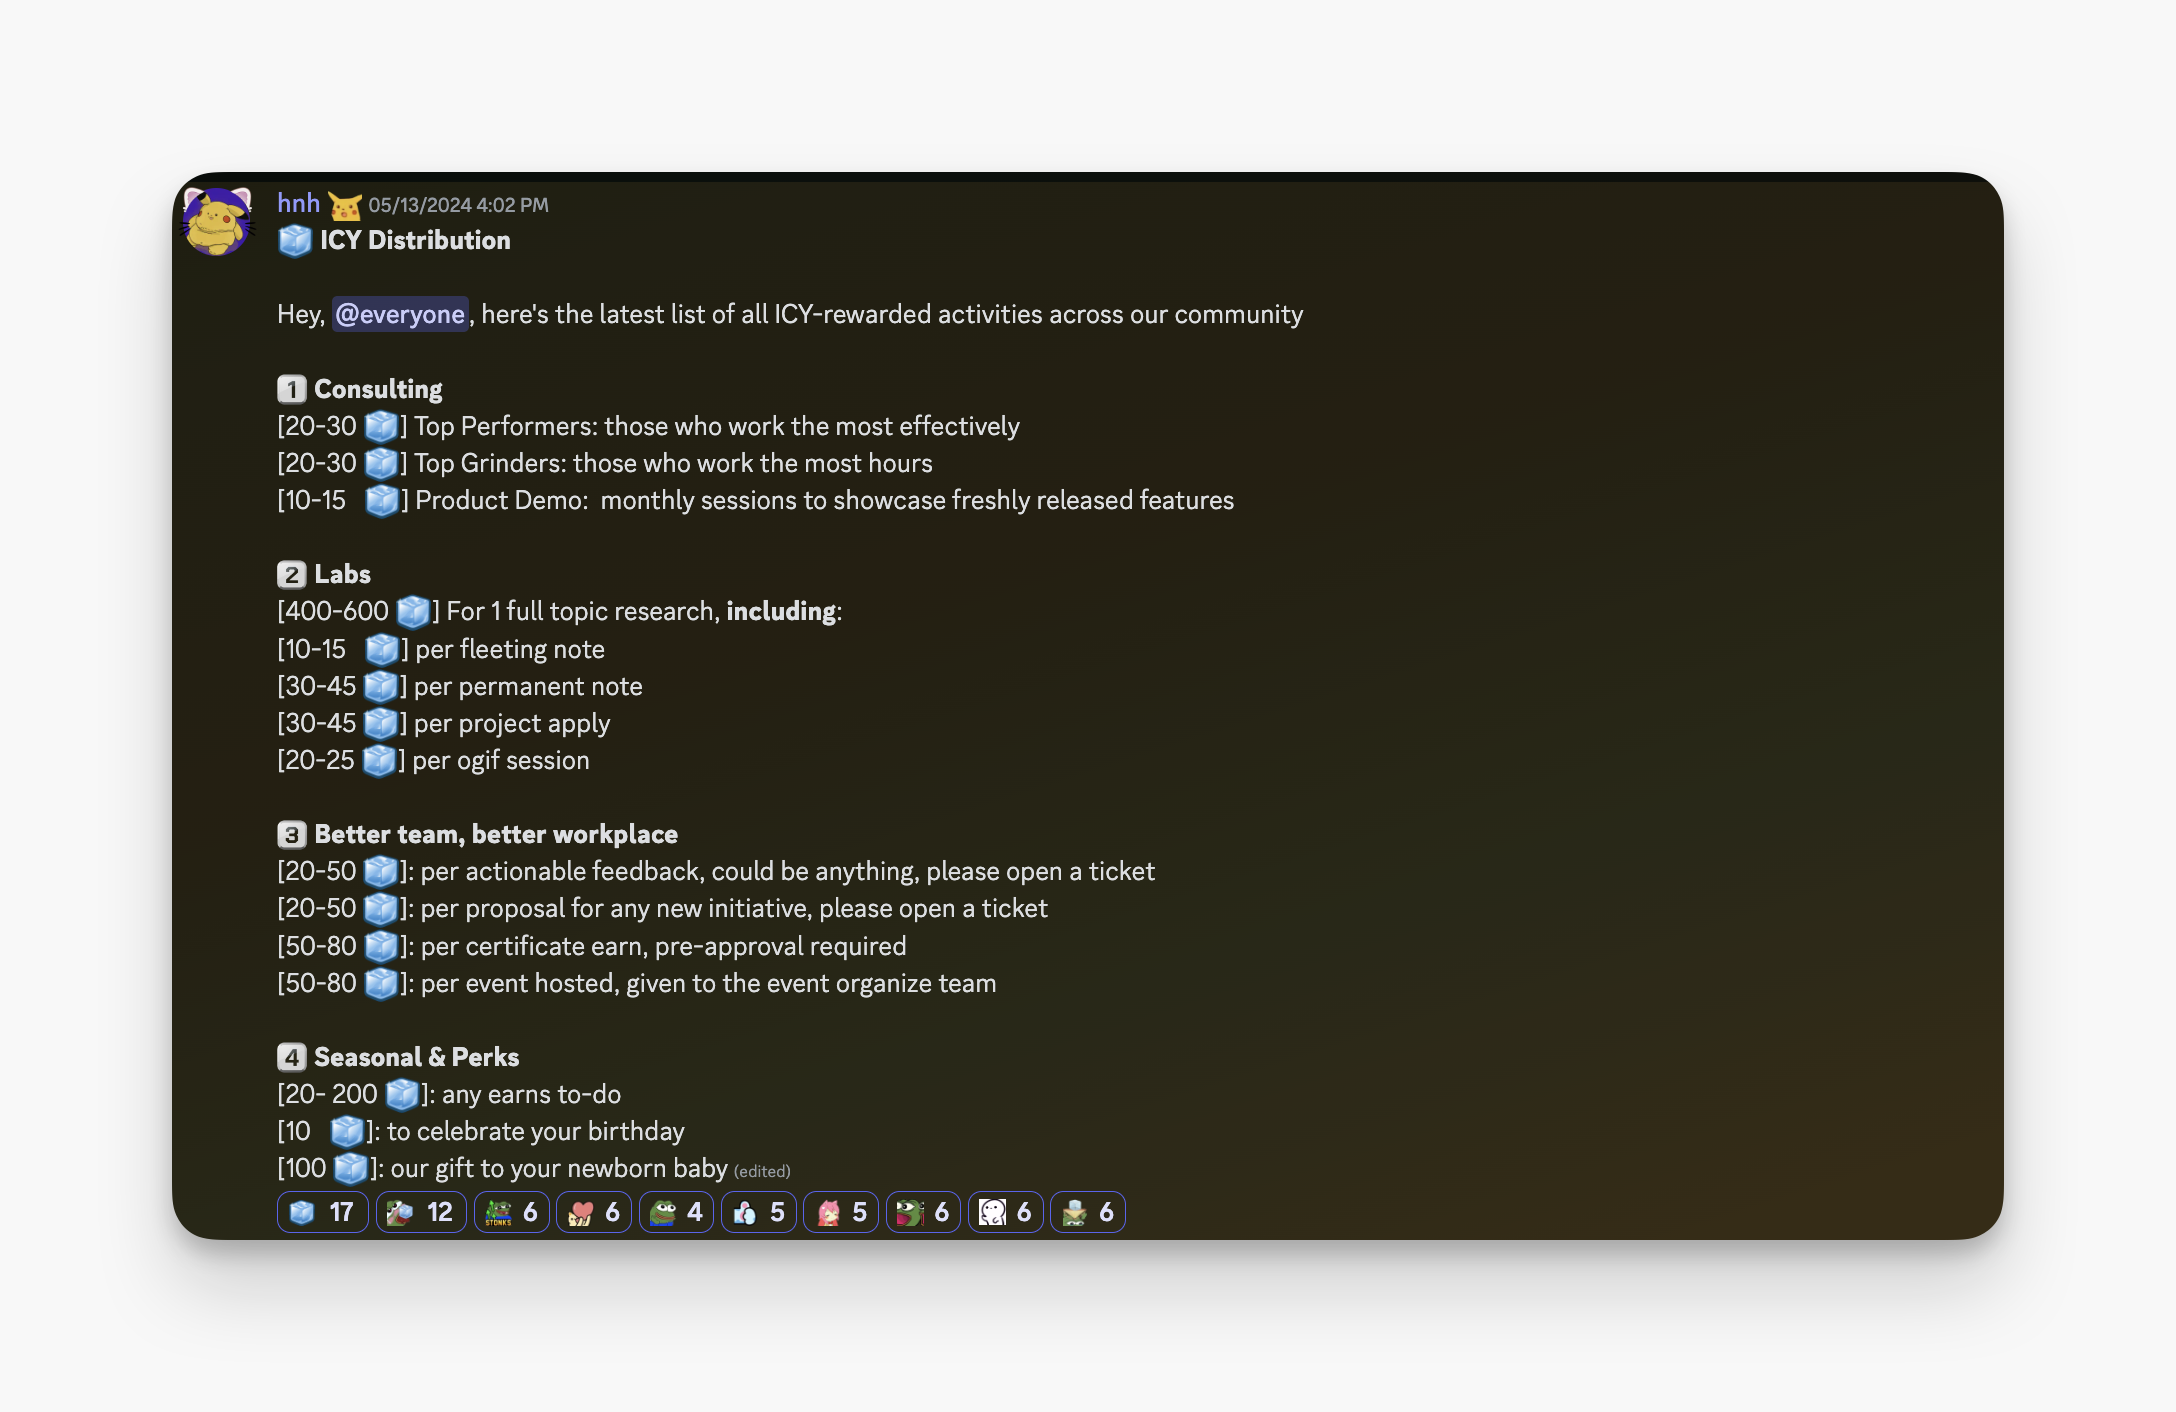 hnh 05/13/2024 4:02 PM
🧊 ICY Distribution
Hey, @everyone, here's the latest list of all ICY-rewarded activities across our community
1️⃣ Consulting
[20-30 🧊] Top Performers: those who work the most effectively
[20-30 🧊] Top Grinders: those who work the most hours
[10-15 🧊] Product Demo: monthly sessions to showcase freshly released features
2️⃣ Labs
[400-600 🧊] For 1 full topic research, including:
[10-15 🧊] per fleeting note
[30-45 🧊] per permanent note
[30-45 🧊] per project apply
[20-25 🧊] per ogif session
3️⃣ Better team, better workplace
[20-50 🧊]: per actionable feedback, could be anything, please open a ticket
[20-50 🧊]: per proposal for any new initiative, please open a ticket
[50-80 🧊]: per certificate earn, pre-approval required
[50-80 🧊]: per event hosted, given to the event organize team
4️⃣ Seasonal & Perks
[20- 200 🧊]: any earns to-do
[10 🧊]: to celebrate your birthday
[100 🧊]: our gift to your newborn baby (edited)
17 12 STONKS 6 6 4 5 5 6 6 6